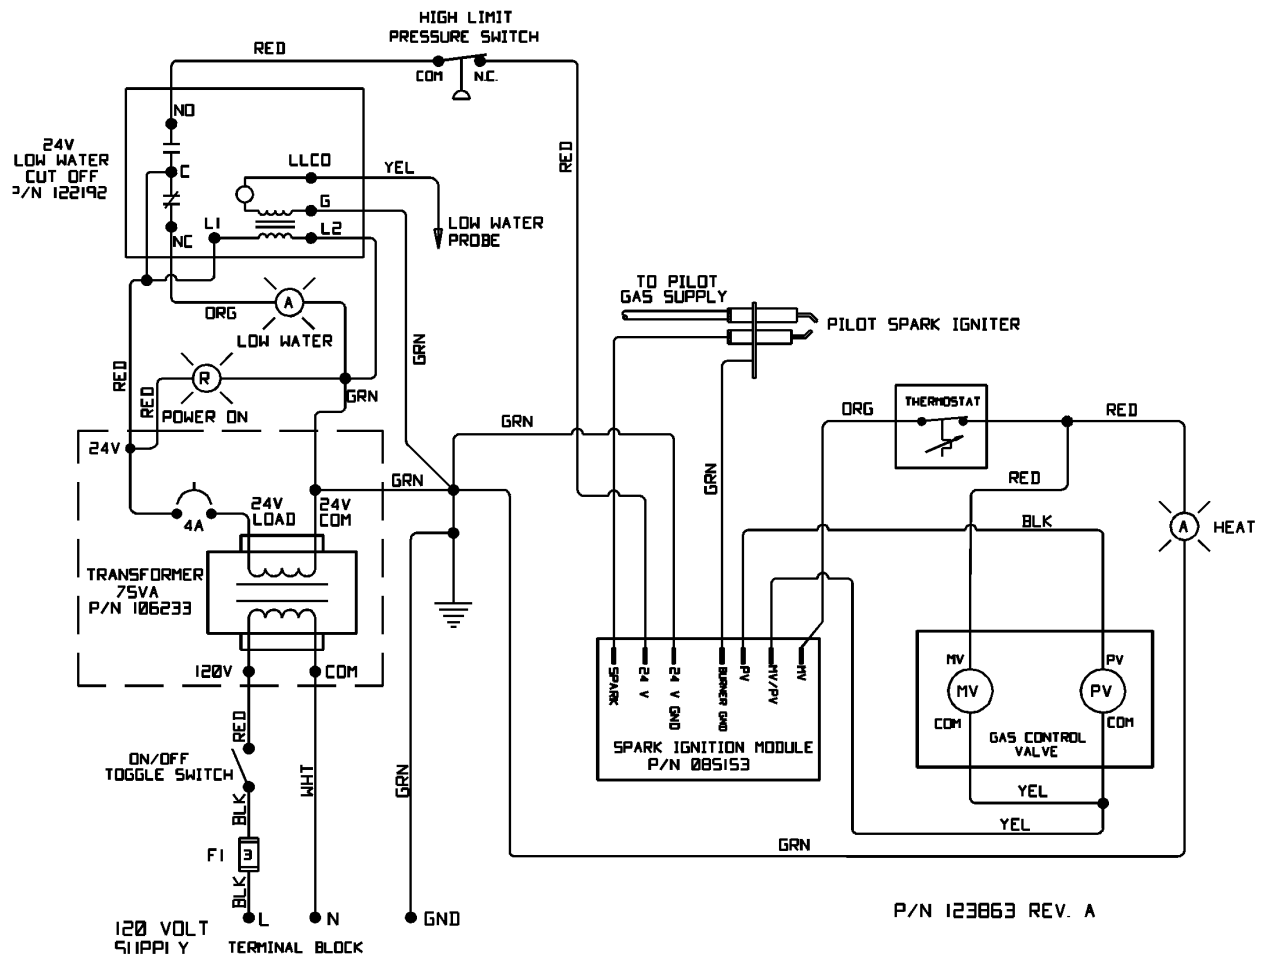 HIGH LIMIT
PRESSURE SWITCH
RED
COM
N.C.
NO
24V
LOW WATER
CUT OFF
P/N 122192
C
LLCO
YEL
RED
G
L1
L2
NC
LOW WATER
PROBE
ORG
A
LOW WATER
GRN
TO PILOT
GAS SUPPLY
PILOT SPARK IGNITER
RED
RED
R
POWER ON
GRN
24V
GRN
GRN
GRN
ORG
THERMOSTAT
RED
RED
4A
24V
LOAD
24V
COM
BLK
A
HEAT
TRANSFORMER
75VA
P/N 106233
120V
COM
SPARK
24 V
24 V GND
BURNER GND
PV
MV/PV
MV
SPARK IGNITION MODULE
P/N 085153
MV
PV
MV
PV
COM
COM
GAS CONTROL
VALVE
RED
ON/OFF
TOGGLE SWITCH
BLK
WHT
GRN
YEL
YEL
GRN
F1
3
BLK
L
N
GND
120 VOLT
SUPPLY
TERMINAL BLOCK
P/N 123863 REV. A